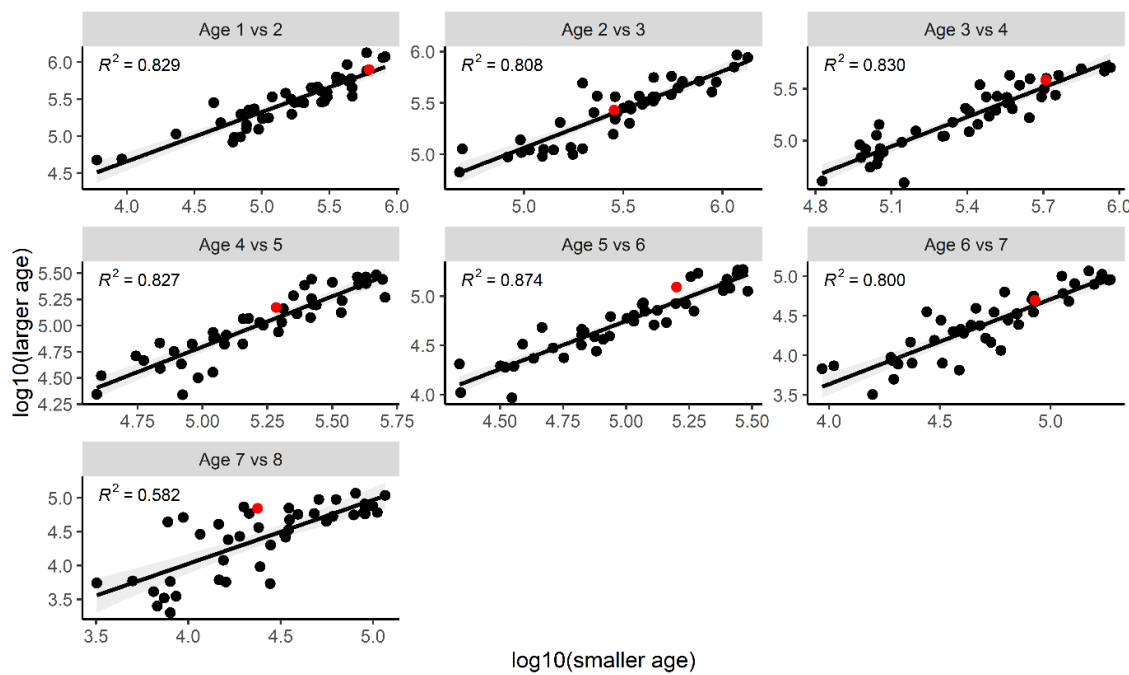 Age 1 vs 2
Age 2 vs 3
Age 3 vs 4
R² = 0.829
R² = 0.808
R² = 0.830
6.0
5.5
5.0
4.5
6.0
5.5
5.0
5.5
5.0
4.5
4.0 4.5 5.0 5.5 6.0
5.0 5.5 6.0
4.8 5.1 5.4 5.7 6.0
Age 4 vs 5
Age 5 vs 6
Age 6 vs 7
R² = 0.827
R² = 0.874
R² = 0.800
5.50
5.25
5.00
4.75
4.50
4.25
5.0
4.5
4.0
5.0
4.5
4.0
3.5
4.75 5.00 5.25 5.50 5.75
4.50 4.75 5.00 5.25 5.50
4.0 4.5 5.0
Age 7 vs 8
R² = 0.582
5.0
4.5
4.0
3.5
3.5 4.0 4.5 5.0
log10(larger age)
log10(smaller age)